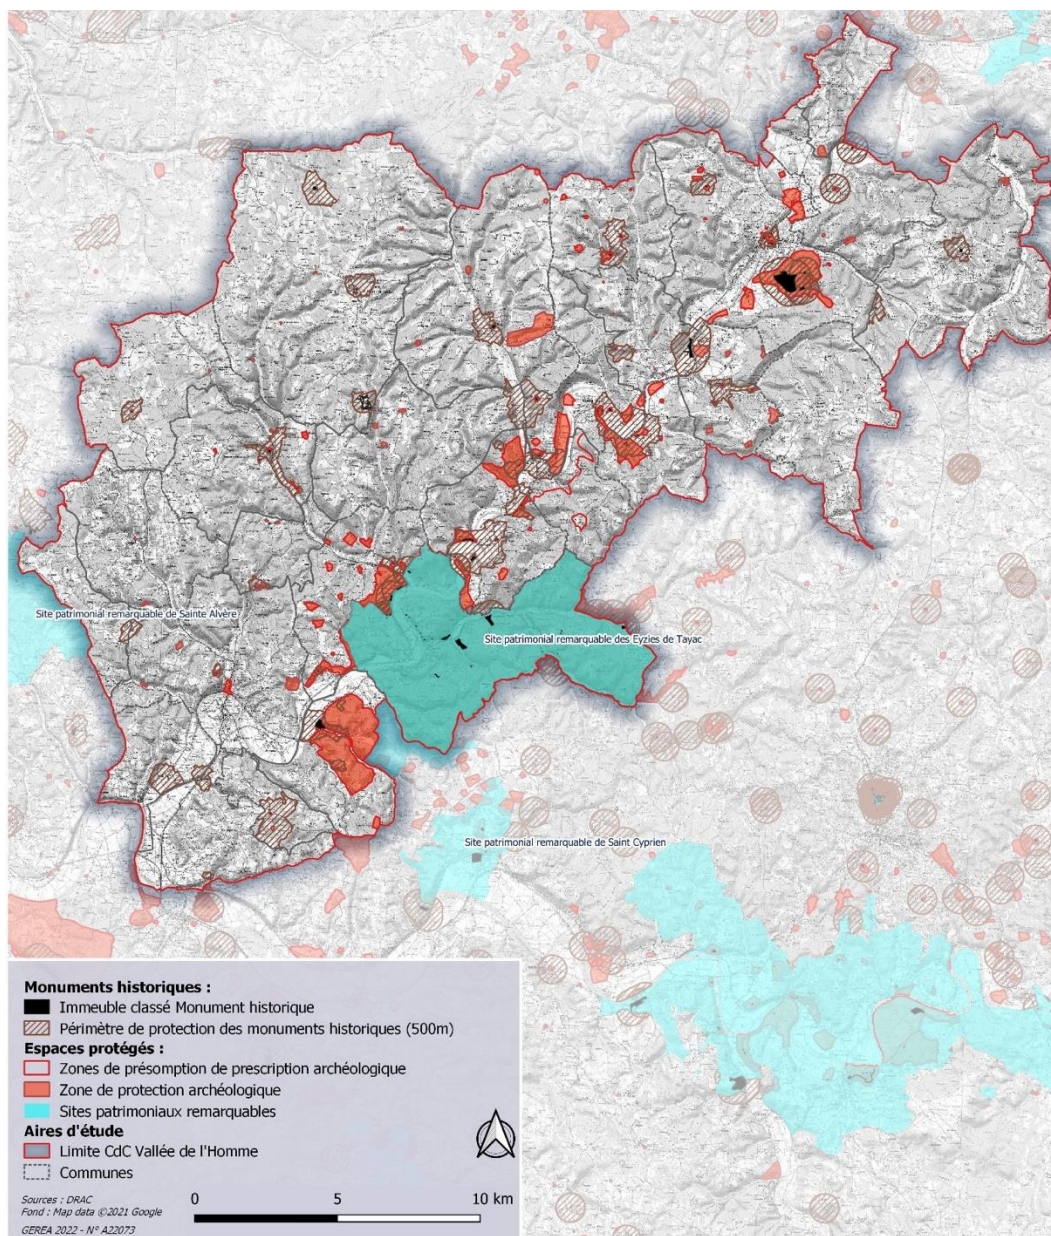 Site patrimonial remarquable de Sainte Alvère
Site patrimonial remarquable des Eyzies de Tayac
Site patrimonial remarquable de Saint Cyprien
Monuments historiques :
Immeuble classé Monument historique
Périmètre de protection des monuments historiques (500m)
Espaces protégés :
Zones de présomption de prescription archéologique
Zone de protection archéologique
Sites patrimoniaux remarquables
Aires d'étude
Limite CdC Vallée de l'Homme
Communes
Sources : DRAC
Fond : Map data ©2021 Google
GEREA 2022 - N° A22073
0 5 10 km